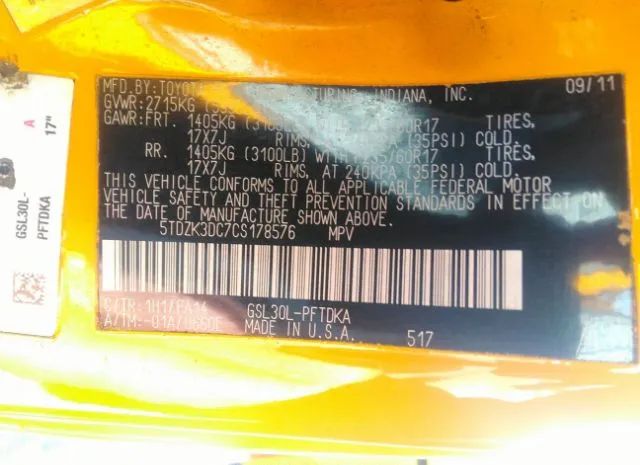 MFD.BY:TOYOTA MANUFACTURING, INDIANA, INC. 09/11
GVWR:2715KG
GAWR:FRT. 1405KG TIRES,
17X7J RIMS, (35PSI) COLD.
RR. 1405KG (3100LB) WITH P235/60R17 TIRES,
17X7J RIMS, AT 240KPA (35PSI) COLD.
THIS VEHICLE CONFORMS TO ALL APPLICABLE FEDERAL MOTOR
VEHICLE SAFETY AND THEFT PREVENTION STANDARDS IN EFFECT ON
THE DATE OF MANUFACTURE SHOWN ABOVE.
5TDZK3DC7CS178576 MPV
C/TR: GSL30L-PFTDKA
A/TM: MADE IN U.S.A. 517
GSL30L-
PFTDKA
A
17"